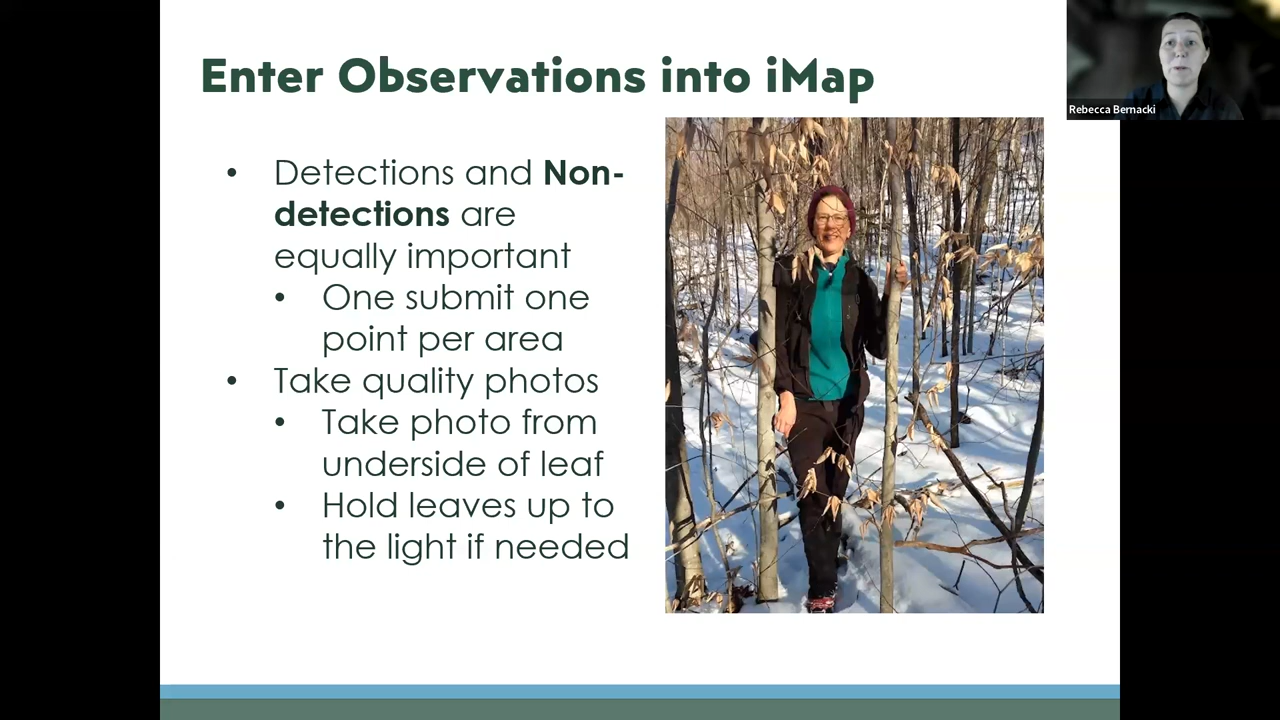 Enter Observations into iMap
Rebecca Bernacki
• Detections and Non-
detections are
equally important
• One submit one
point per area
• Take quality photos
• Take photo from
underside of leaf
• Hold leaves up to
the light if needed